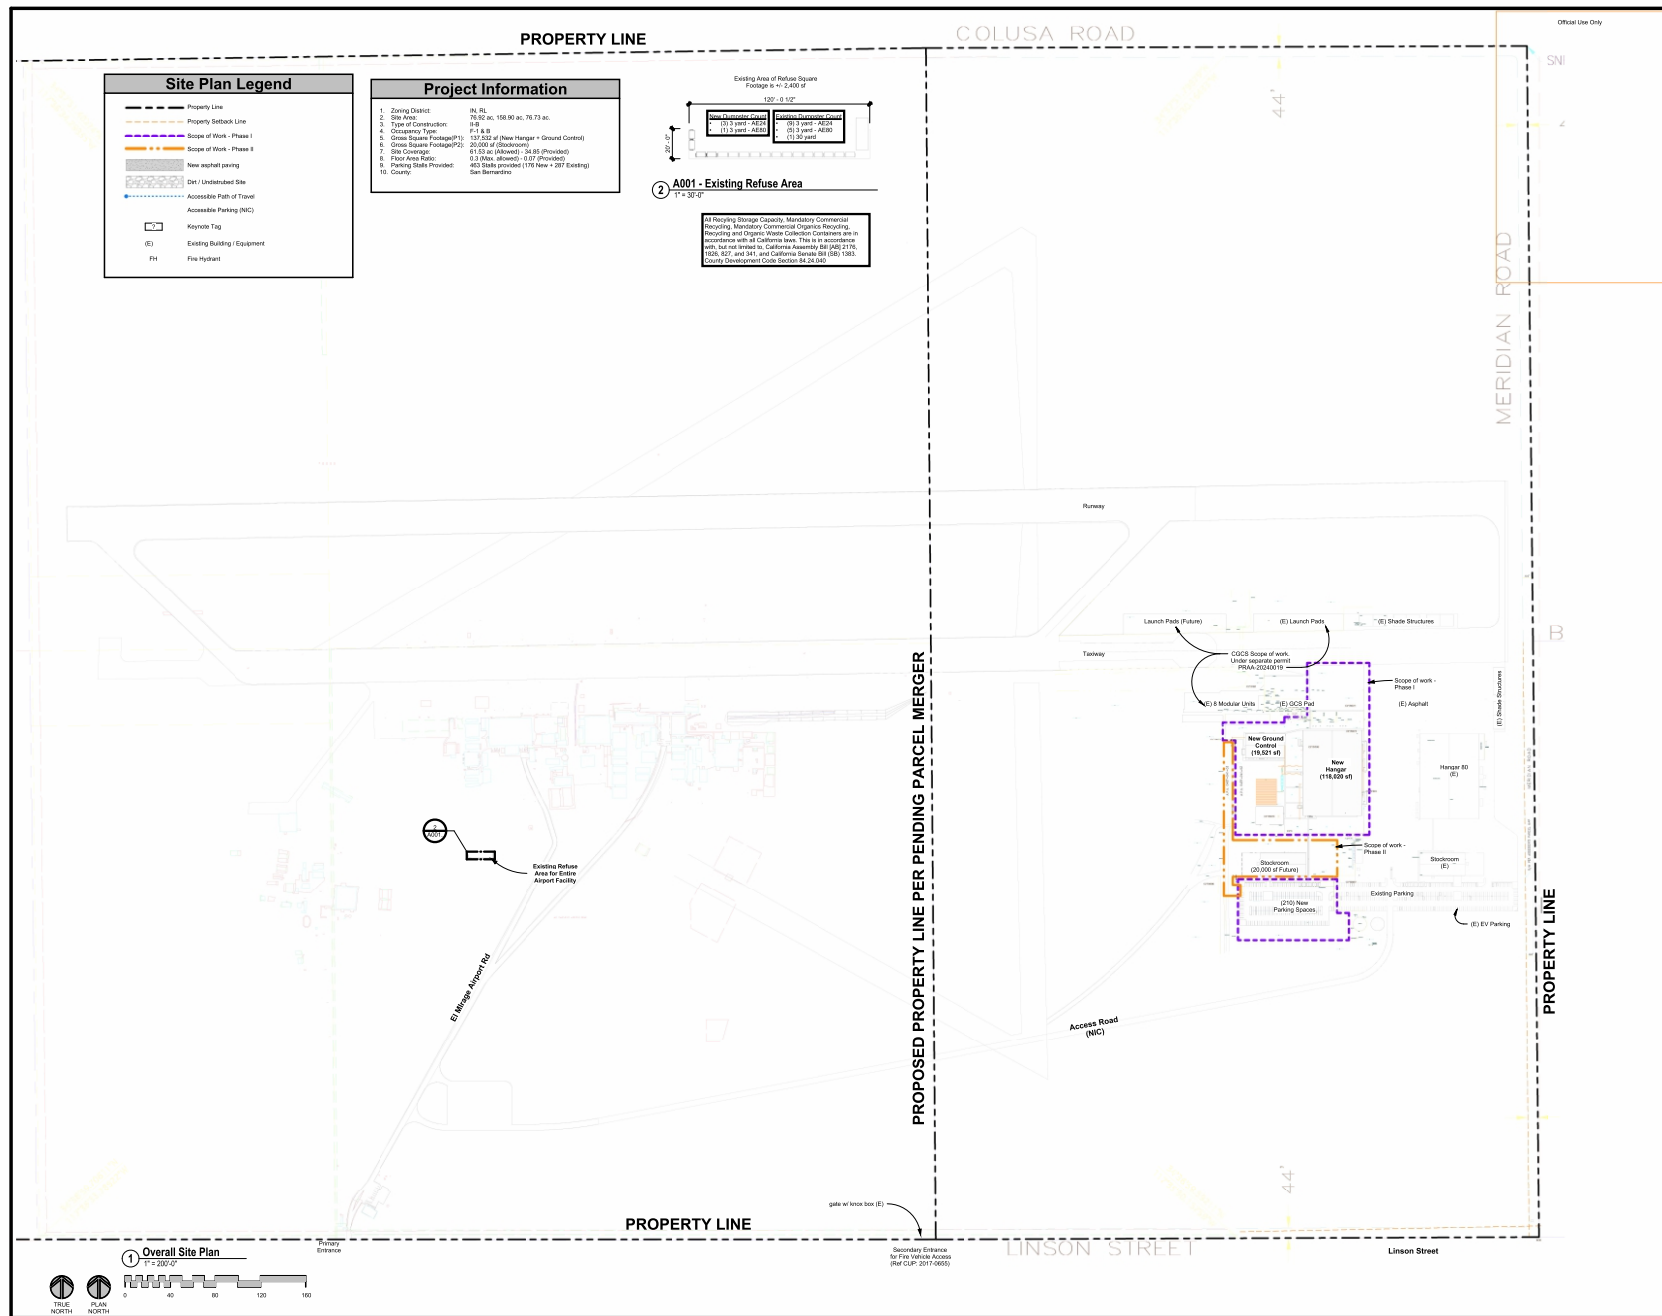 Official Use Only
PROPERTY LINE
COLUSA ROAD
SNI
44'
Site Plan Legend
Property Line
Property Setback Line
Scope of Work - Phase I
Scope of Work - Phase II
New asphalt paving
Dirt / Undistrubed Site
Accessible Path of Travel
Accessible Parking (NIC)
? Keynote Tag
(E) Existing Building / Equipment
FH Fire Hydrant
Project Information
1. Zoning District: IN, RL
2. Site Area: 76.92 ac, 158.90 ac, 76.73 ac.
3. Type of Construction: II-B
4. Occupancy Type: F-1 & B
5. Gross Square Footage(P1): 137,532 sf (New Hangar + Ground Control)
6. Gross Square Footage(P2): 20,000 sf (Stockroom)
7. Site Coverage: 61.53 ac (Allowed) - 34.85 (Provided)
8. Floor Area Ratio: 0.3 (Max. allowed) - 0.07 (Provided)
9. Parking Stalls Provided: 463 Stalls provided (176 New + 287 Existing)
10. County: San Bernardino
Existing Area of Refuse Square
Footage is +/- 2,400 sf
120' - 0 1/2"
20' - 0"
New Dumpster Count
• (3) 3 yard - AE24
• (1) 3 yard - AE80
Existing Dumpster Count
• (9) 3 yard - AE24
• (5) 3 yard - AE80
• (1) 30 yard
2 A001 - Existing Refuse Area
1" = 30'-0"
All Recyling Storage Capacity, Mandatory Commercial
Recycling, Mandatory Commercial Organics Recycling,
Recycling and Organic Waste Collection Containers are in
accordance with all California laws. This is in accordance
with, but not limited to, California Assembly Bill [AB] 2176,
1826, 827, and 341, and California Senate Bill (SB) 1383.
County Development Code Section 84.24.040
MERIDIAN ROAD
Runway
Launch Pads (Future)
(E) Launch Pads
(E) Shade Structures
B
Taxiway
CGCS Scope of work.
Under separate permit
PRAA-20240019
Scope of work -
Phase I
(E) 8 Modular Units
(E) GCS Pad
(E) Asphalt
(E) Shade Structures
New Ground
Control
(19,521 sf)
New
Hangar
(118,020 sf)
Hangar 80
(E)
PROPOSED PROPERTY LINE PER PENDING PARCEL MERGER
2
A001
Existing Refuse
Area for Entire
Airport Facility
Scope of work -
Phase II
Stockroom
(20,000 sf Future)
Stockroom
(E)
Existing Parking
(210) New
Parking Spaces
(E) EV Parking
PROPERTY LINE
El Mirage Airport Rd
Access Road
(NIC)
44'
gate w/ knox box (E)
PROPERTY LINE
Primary
Entrance
Secondary Entrance
for Fire Vehicle Access
(Ref CUP: 2017-0655)
LINSON STREET
Linson Street
1 Overall Site Plan
1" = 200'-0"
0 40 80 120 160
TRUE
NORTH
PLAN
NORTH